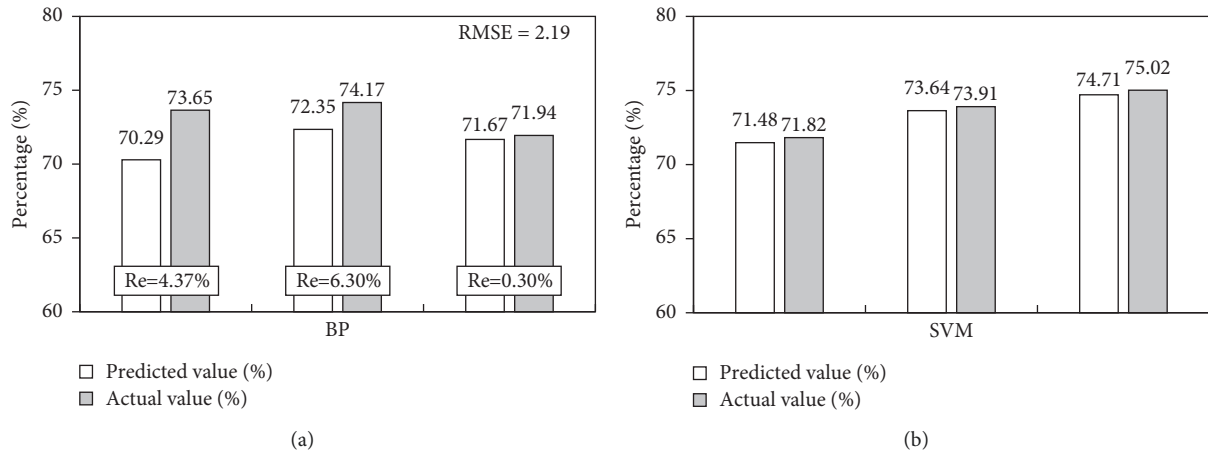 80
75
70
65
60
Percentage (%)
RMSE = 2.19
70.29
73.65
72.35
74.17
71.67
71.94
Re=4.37%
Re=6.30%
Re=0.30%
BP
Predicted value (%)
Actual value (%)
(a)
80
75
70
65
60
Percentage (%)
71.48
71.82
73.64
73.91
74.71
75.02
SVM
Predicted value (%)
Actual value (%)
(b)